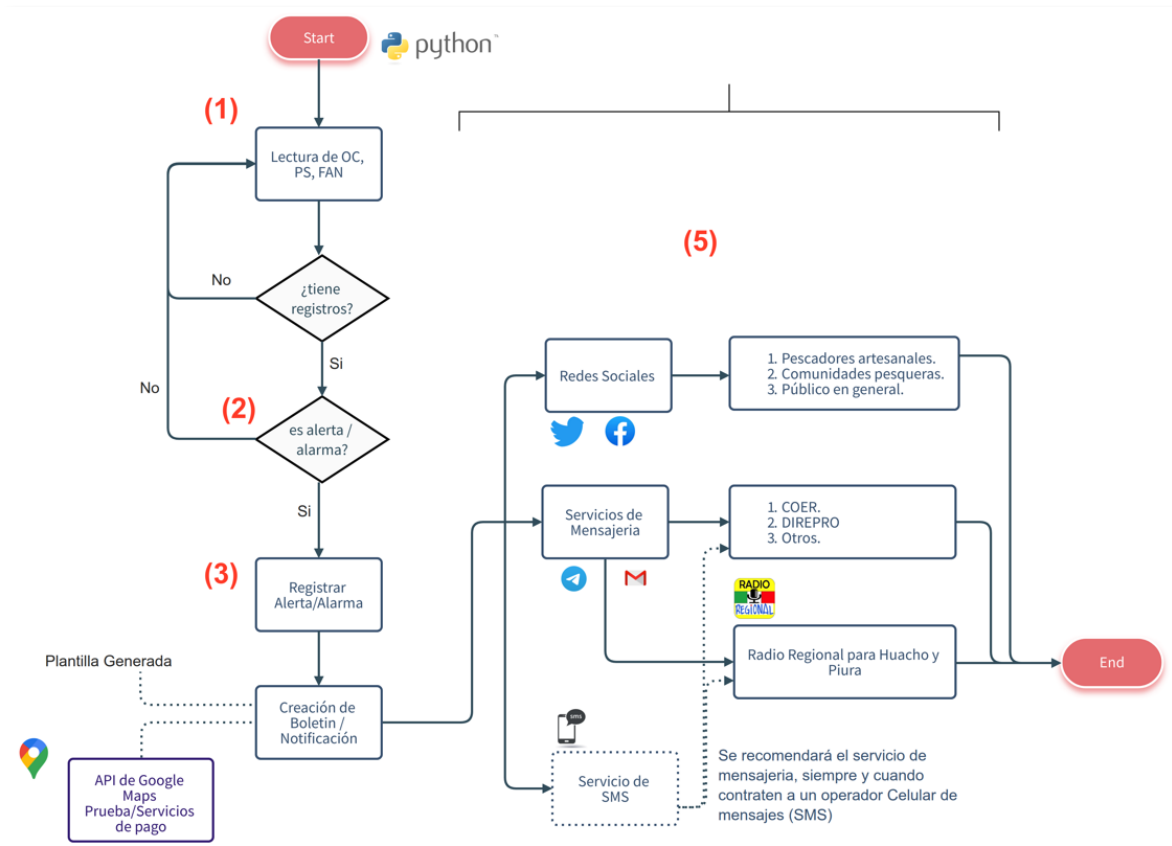 Start
python
(1)
Lectura de OC,
PS, FAN
No
¿tiene
registros?
Si
No
(2)
es alerta /
alarma?
Si
(3)
Registrar
Alerta/Alarma
Plantilla Generada
Creación de
Boletin /
Notificación
API de Google
Maps
Prueba/Servicios
de pago
(5)
Redes Sociales
1. Pescadores artesanales.
2. Comunidades pesqueras.
3. Público en general.
Servicios de
Mensajeria
1. COER.
2. DIREPRO
3. Otros.
RADIO
REGIONAL
Radio Regional para Huacho y
Piura
End
sms
Servicio de
SMS
Se recomendará el servicio de
mensajeria, siempre y cuando
contraten a un operador Celular de
mensajes (SMS)